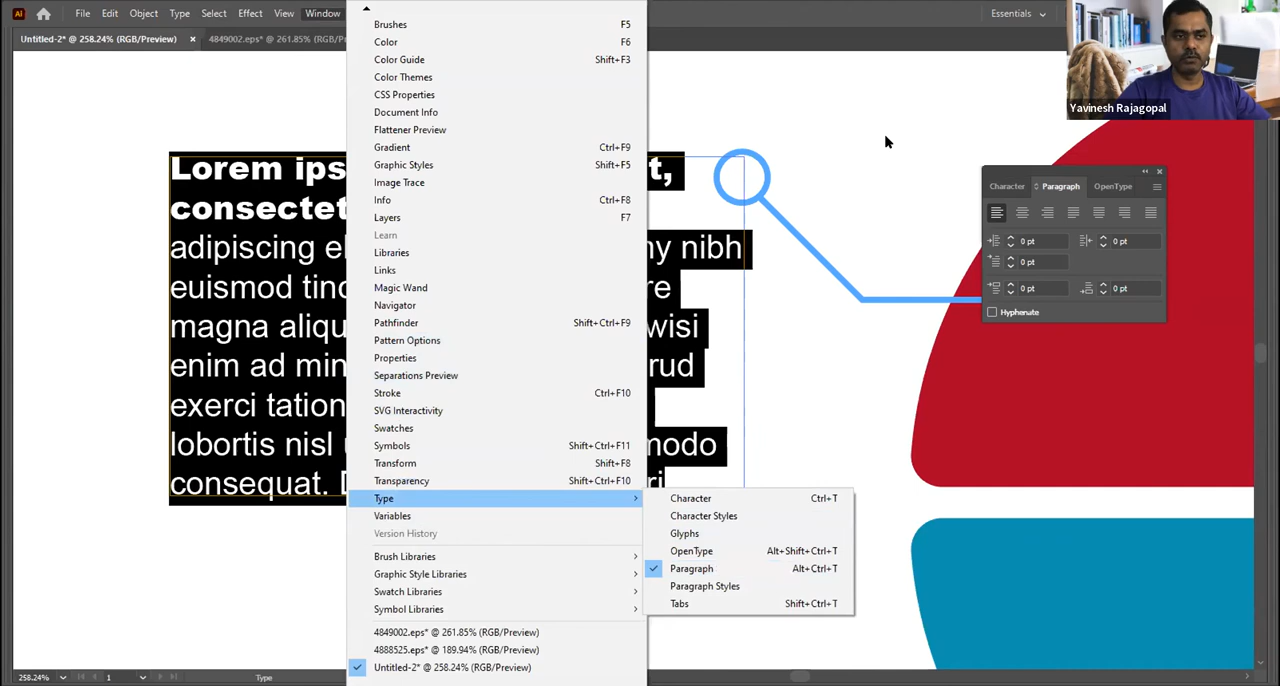 Ai File Edit Object Type Select Effect View Window
Essentials
Untitled-2* @ 258.24% (RGB/Preview) × 4849002.eps* @ 261.85% (RGB/P
Yavinesh Rajagopal
Brushes F5
Color F6
Color Guide Shift+F3
Color Themes
CSS Properties
Document Info
Flattener Preview
Gradient Ctrl+F9
Graphic Styles Shift+F5
Image Trace
Info Ctrl+F8
Layers F7
Learn
Libraries
Links
Magic Wand
Navigator
Pathfinder Shift+Ctrl+F9
Pattern Options
Properties
Separations Preview
Stroke Ctrl+F10
SVG Interactivity
Swatches
Symbols Shift+Ctrl+F11
Transform Shift+F8
Transparency Shift+Ctrl+F10
Type
Variables
Version History
Brush Libraries
Graphic Style Libraries
Swatch Libraries
Symbol Libraries
4849002.eps* @ 261.85% (RGB/Preview)
4888525.eps* @ 189.94% (RGB/Preview)
Untitled-2* @ 258.24% (RGB/Preview)
Character Ctrl+T
Character Styles
Glyphs
OpenType Alt+Shift+Ctrl+T
Paragraph Alt+Ctrl+T
Paragraph Styles
Tabs Shift+Ctrl+T
Lorem ips t,
consectet
adipiscing el my nibh
euismod tinc re
magna aliqu wisi
enim ad min rud
exerci tation
lobortis nisl modo
consequat. D ri
Character Paragraph OpenType
0 pt 0 pt
0 pt
0 pt 0 pt
Hyphenate
258.24% 1 Type